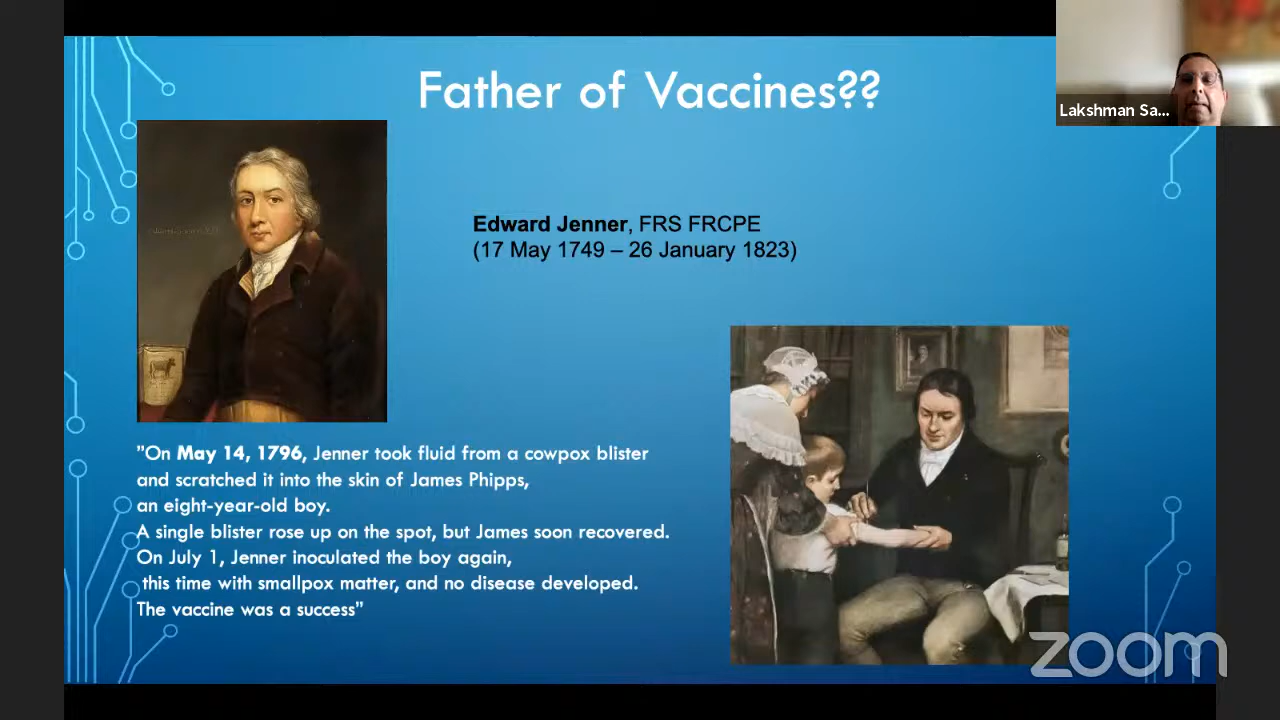 Father of Vaccines??
Lakshman Sa...
Edward Jenner, FRS FRCPE
(17 May 1749 – 26 January 1823)
"On May 14, 1796, Jenner took fluid from a cowpox blister
and scratched it into the skin of James Phipps,
an eight-year-old boy.
A single blister rose up on the spot, but James soon recovered.
On July 1, Jenner inoculated the boy again,
this time with smallpox matter, and no disease developed.
The vaccine was a success"
zoom